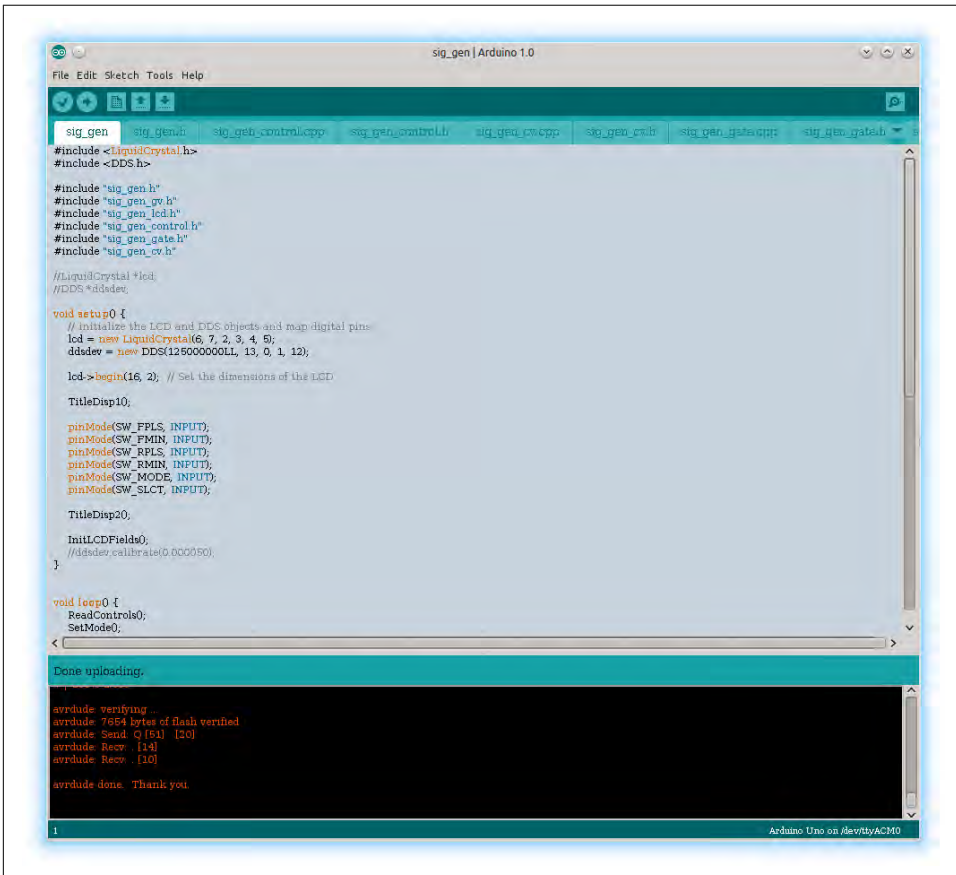 sig_gen | Arduino 1.0
File Edit Sketch Tools Help
sig_gen sig_gen.h sig_gen_control.cpp sig_gen_control.h sig_gen_cv.cpp sig_gen_cv.h sig_gen_gate.cpp sig_gen_gate.h
#include <LiquidCrystal.h>
#include <DDS.h>
#include "sig_gen.h"
#include "sig_gen_gv.h"
#include "sig_gen_lcd.h"
#include "sig_gen_control.h"
#include "sig_gen_gate.h"
#include "sig_gen_cv.h"
//LiquidCrystal *lcd;
//DDS *ddsdev;
void setup() {
// initialize the LCD and DDS objects and map digital pins
lcd = new LiquidCrystal(6, 7, 2, 3, 4, 5);
ddsdev = new DDS(125000000LL, 13, 0, 1, 12);
lcd->begin(16, 2); // Set the dimensions of the LCD
TitleDisp1();
pinMode(SW_FPLS, INPUT);
pinMode(SW_FMIN, INPUT);
pinMode(SW_RPLS, INPUT);
pinMode(SW_RMIN, INPUT);
pinMode(SW_MODE, INPUT);
pinMode(SW_SLCT, INPUT);
TitleDisp2();
InitLCDFields();
//ddsdev.calibrate(0.000050);
}
void loop() {
ReadControls();
SetMode();
Done uploading.
avrdude: verifying ...
avrdude: 7654 bytes of flash verified
avrdude: Send: Q [51] [20]
avrdude: Recv: . [14]
avrdude: Recv: . [10]
avrdude done. Thank you.
1
Arduino Uno on /dev/ttyACM0